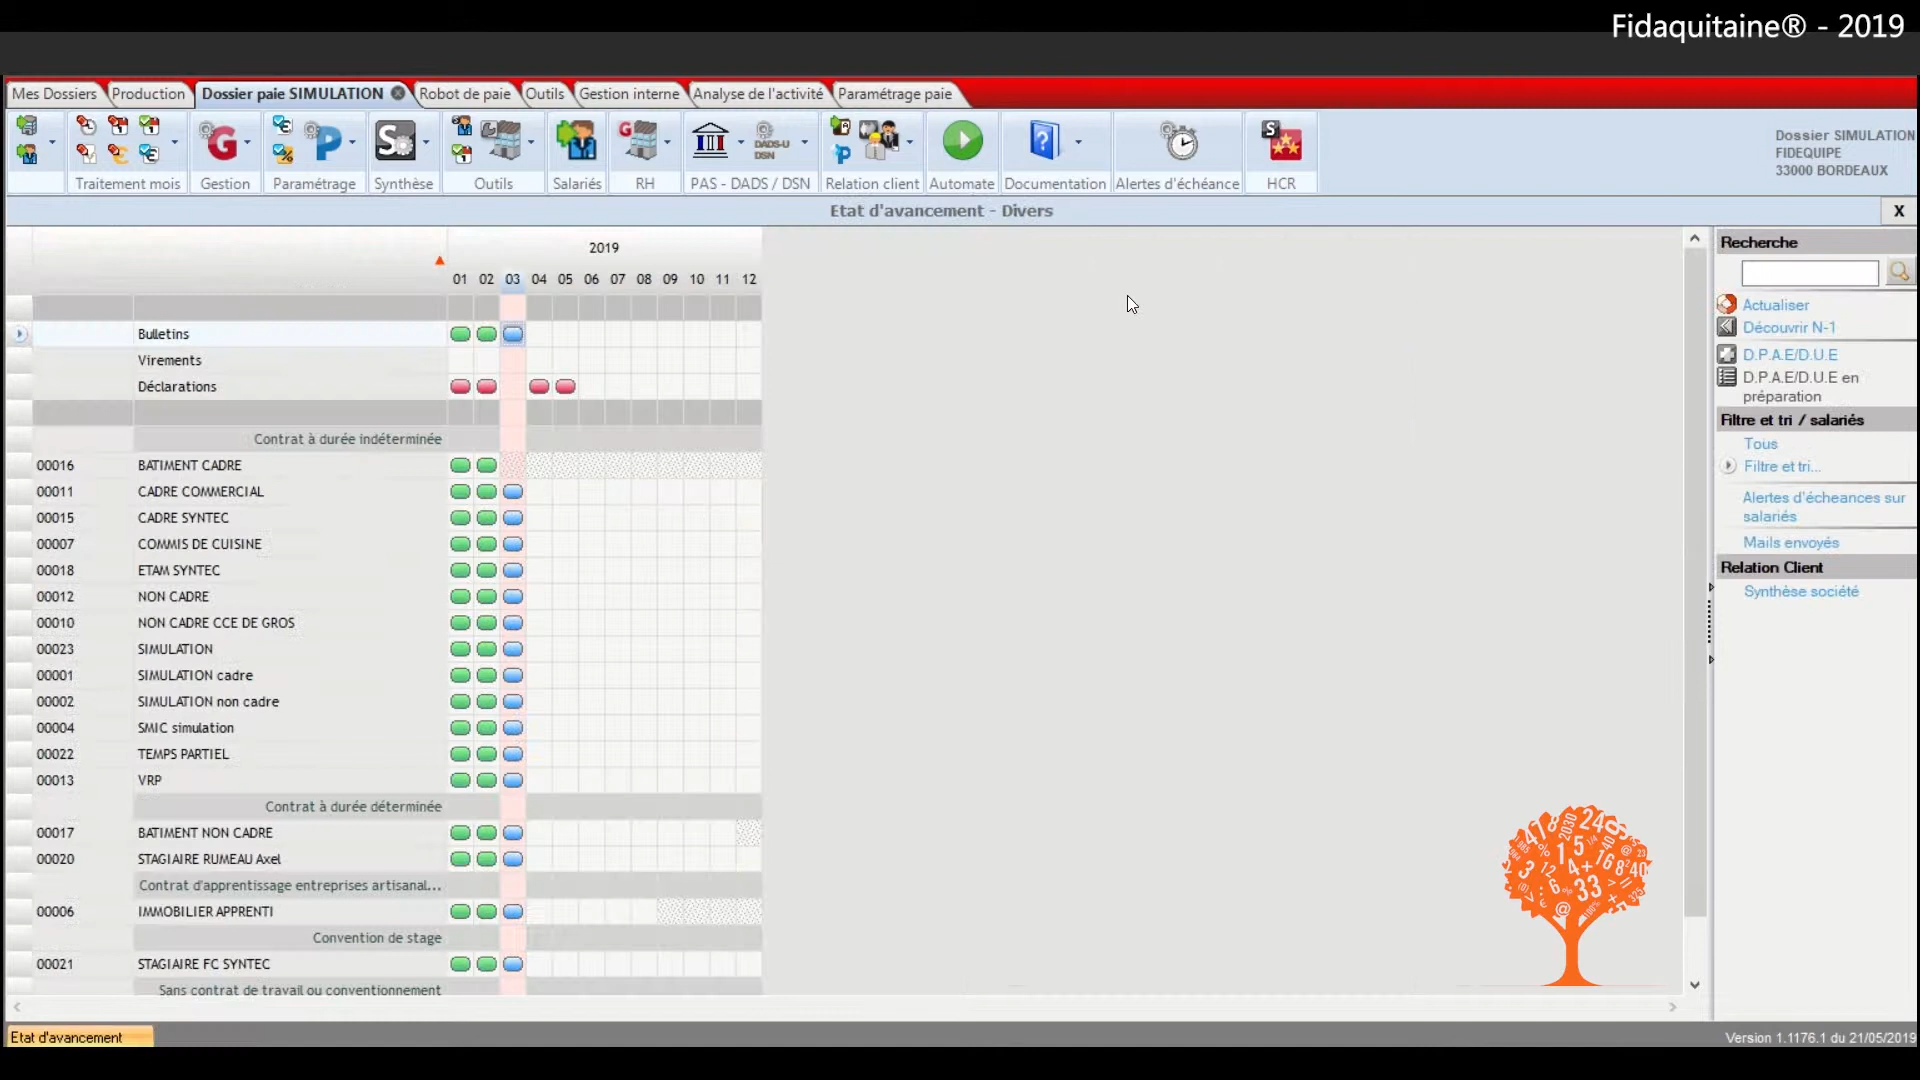 Fidaquitaine® - 2019
Mes Dossiers Production Dossier paie SIMULATION Robot de paie Outils Gestion interne Analyse de l'activité Paramétrage paie
Traitement mois Gestion Paramétrage Synthèse Outils Salariés RH PAS - DADS / DSN Relation client Automate Documentation Alertes d'échéance HCR
DADS-U
DSN
Dossier SIMULATION
FIDEQUIPE
33000 BORDEAUX
Etat d'avancement - Divers
X
2019
01 02 03 04 05 06 07 08 09 10 11 12
Bulletins
Virements
Déclarations
Contrat à durée indéterminée
00016 BATIMENT CADRE
00011 CADRE COMMERCIAL
00015 CADRE SYNTEC
00007 COMMIS DE CUISINE
00018 ETAM SYNTEC
00012 NON CADRE
00010 NON CADRE CCE DE GROS
00023 SIMULATION
00001 SIMULATION cadre
00002 SIMULATION non cadre
00004 SMIC simulation
00022 TEMPS PARTIEL
00013 VRP
Contrat à durée déterminée
00017 BATIMENT NON CADRE
00020 STAGIAIRE RUMEAU Axel
Contrat d'apprentissage entreprises artisanal...
00006 IMMOBILIER APPRENTI
Convention de stage
00021 STAGIAIRE FC SYNTEC
Sans contrat de travail ou conventionnement
Recherche
Actualiser
Découvrir N-1
D.P.A.E/D.U.E
D.P.A.E/D.U.E en
préparation
Filtre et tri / salariés
Tous
Filtre et tri...
Alertes d'écheances sur
salariés
Mails envoyés
Relation Client
Synthèse société
Etat d'avancement
Version 1.1176.1 du 21/05/2019